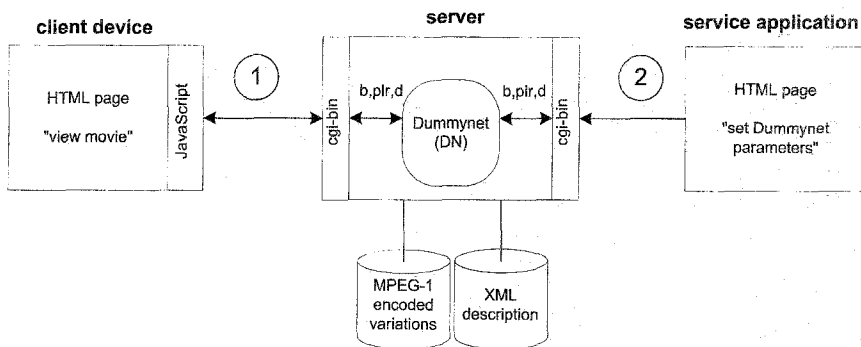 client device
server
service application
HTML page
"view movie"
JavaScript
1
cgi-bin
b,plr,d
Dummynet
(DN)
b,plr,d
cgi-bin
2
HTML page
"set Dummynet
parameters"
MPEG-1
encoded
variations
XML
description